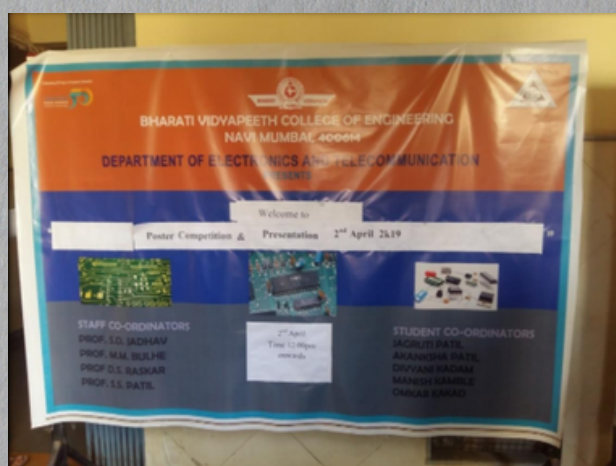 BHARATI VIDYAPEETH COLLEGE OF ENGINEERING
NAVI MUMBAI, 400614
DEPARTMENT OF ELECTRONICS AND TELECOMMUNICATION
PRESENTS
Welcome to
" Poster Competition & Presentation 2nd April 2k19 "
2nd April
Time 12:00pm
onwards
STAFF CO-ORDINATORS
PROF. S.D. JADHAV
PROF. M.M. BULHE
PROF D.S. RASKAR
PROF. S.S. PATIL
STUDENT CO-ORDINATORS
JAGRUTI PATIL
AKANKSHA PATIL
DIVYANI KADAM
MANISH KAMBLE
OMKAR KAKAD